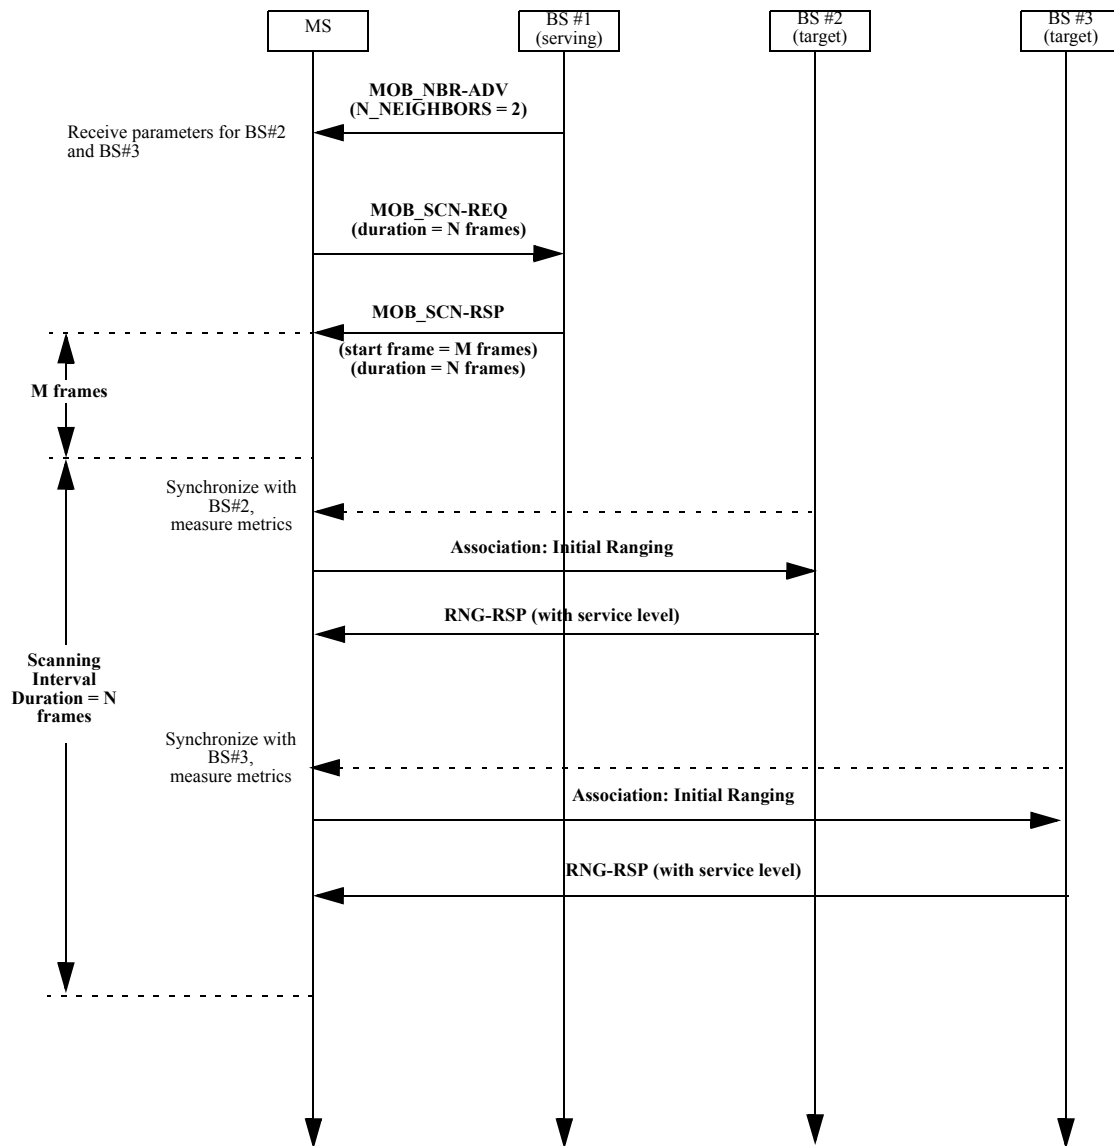 MS
BS #1
(serving)
BS #2
(target)
BS #3
(target)
MOB_NBR-ADV
(N_NEIGHBORS = 2)
Receive parameters for BS#2
and BS#3
MOB_SCN-REQ
(duration = N frames)
MOB_SCN-RSP
(start frame = M frames)
(duration = N frames)
M frames
Synchronize with
BS#2,
measure metrics
Association: Initial Ranging
RNG-RSP (with service level)
Scanning
Interval
Duration = N
frames
Synchronize with
BS#3,
measure metrics
Association: Initial Ranging
RNG-RSP (with service level)